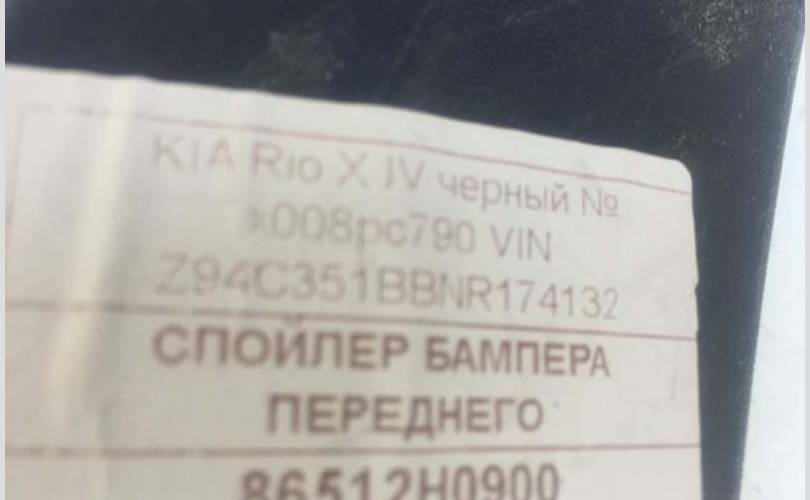 KIA Rio X IV черный №
к008рс790 VIN
Z94C351BBNR174132
СПОЙЛЕР БАМПЕРА
ПЕРЕДНЕГО
86512H0900